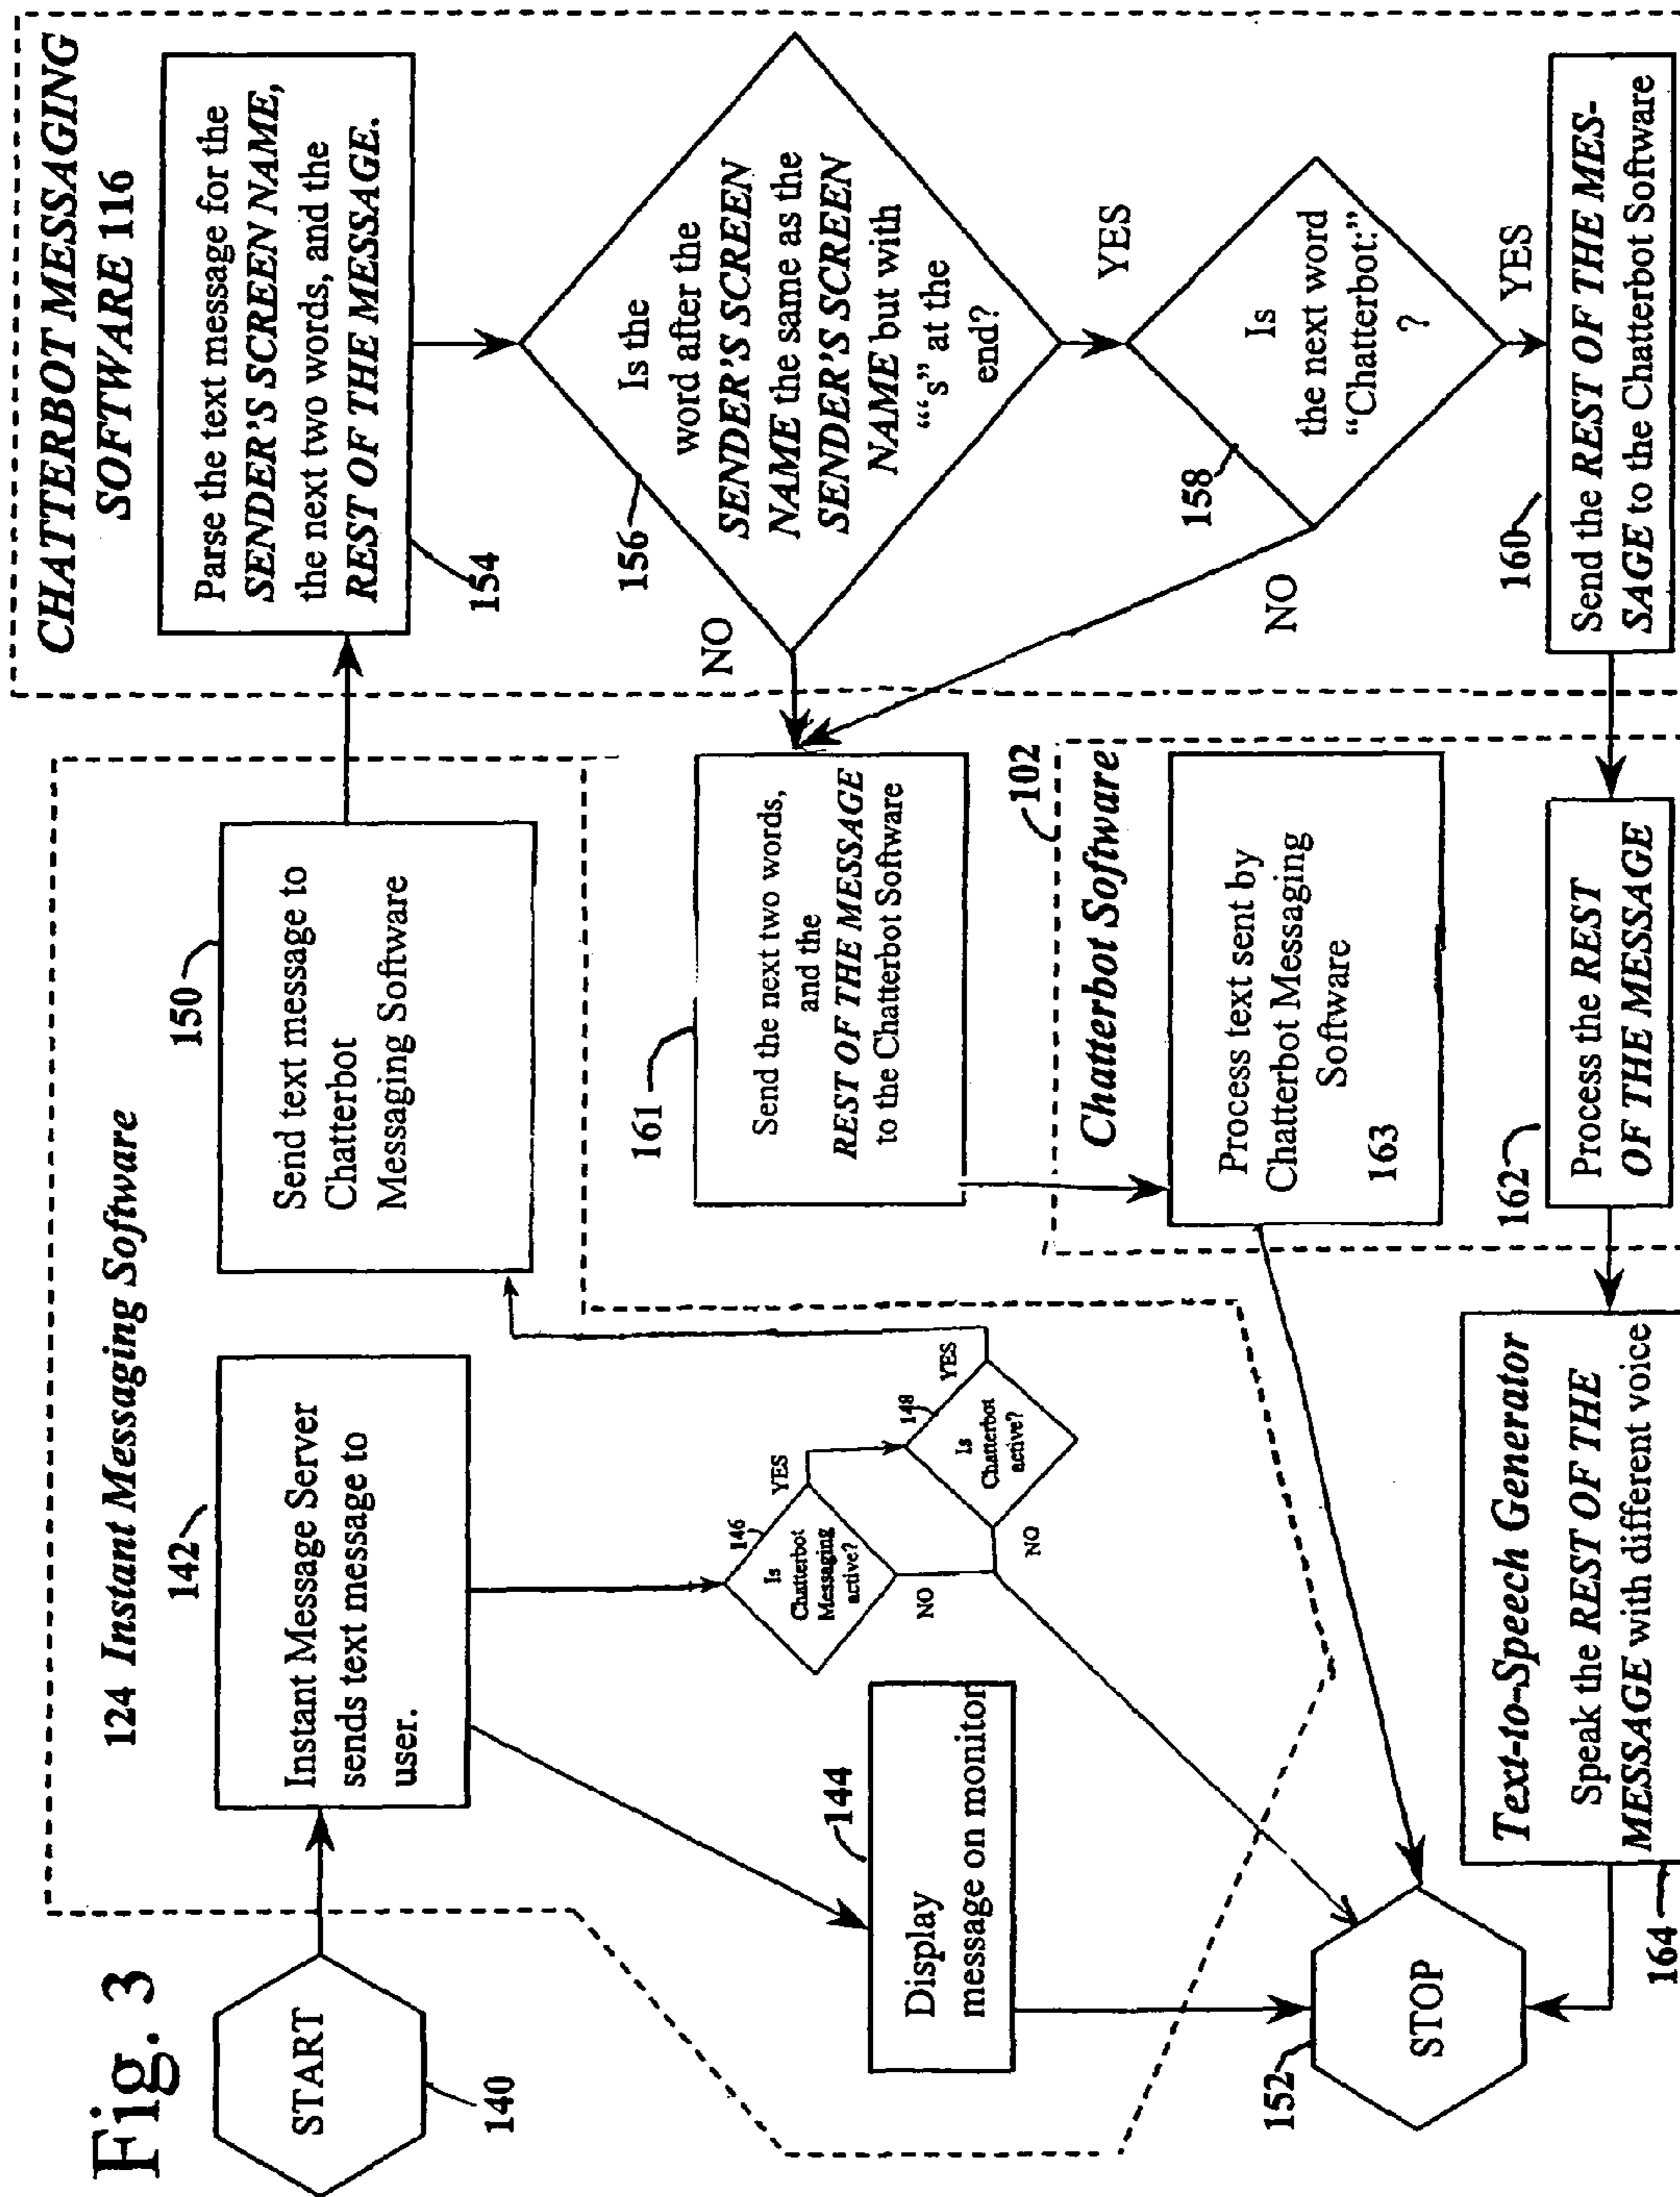 Fig. 3
START
140
124 Instant Messaging Software
142
Instant Message Server
sends text message to
user.
144
Display
message on monitor
146
Is
Chatterbot
Messaging
active?
YES
NO
148
Is
Chatterbot
active?
YES
NO
150
Send text message to
Chatterbot
Messaging Software
152
STOP
CHATTERBOT MESSAGING
SOFTWARE 116
Parse the text message for the
SENDER'S SCREEN NAME,
the next two words, and the
REST OF THE MESSAGE.
154
156
Is the
word after the
SENDER'S SCREEN
NAME the same as the
SENDER'S SCREEN
NAME but with
"'s" at the
end?
NO
YES
158
Is
the next word
"Chatterbot:"
?
NO
YES
160
Send the REST OF THE MES-
SAGE to the Chatterbot Software
161
Send the next two words,
and the
REST OF THE MESSAGE
to the Chatterbot Software
102
Chatterbot Software
Process text sent by
Chatterbot Messaging
Software
163
162
Process the REST
OF THE MESSAGE
Text-to-Speech Generator
Speak the REST OF THE
MESSAGE with different voice
164